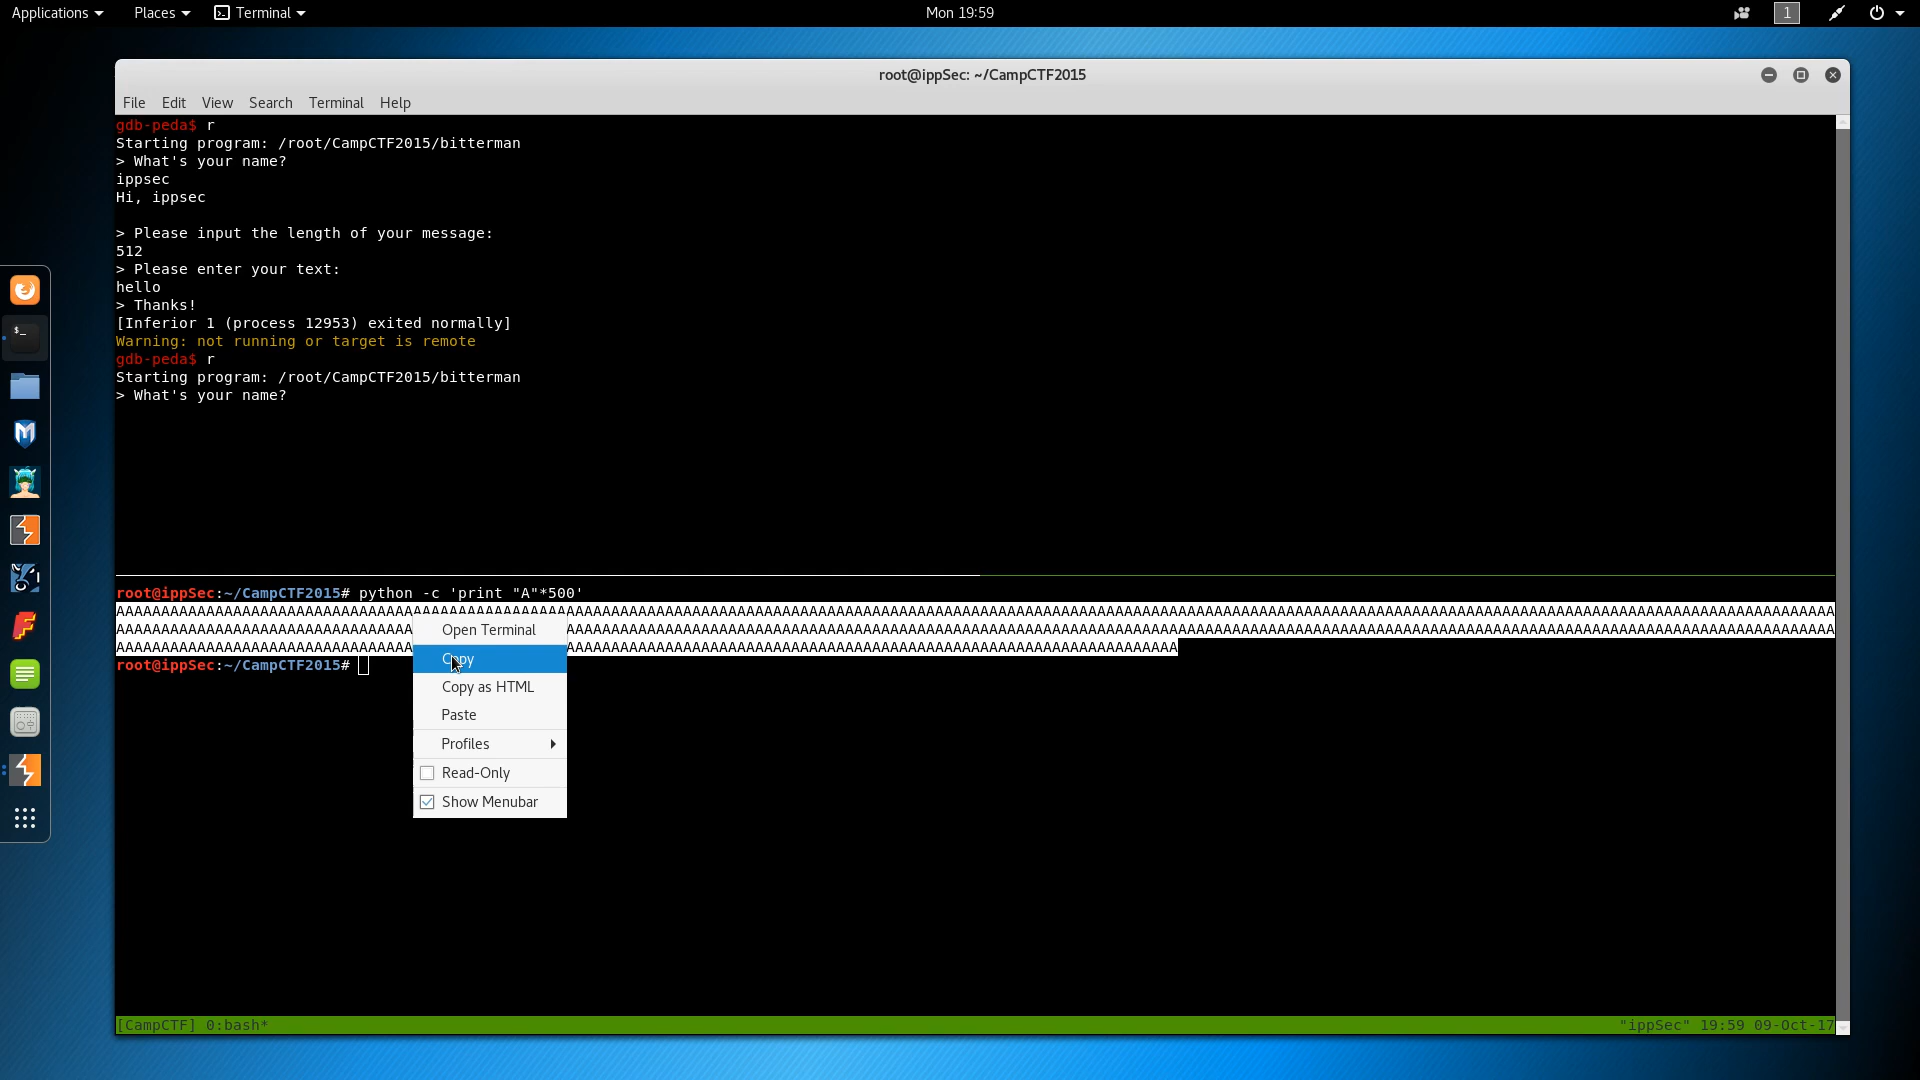 Applications Places Terminal Mon 19:59 1
root@ippSec: ~/CampCTF2015
File Edit View Search Terminal Help
gdb-peda$ r
Starting program: /root/CampCTF2015/bitterman
> What's your name?
ippsec
Hi, ippsec
> Please input the length of your message:
512
> Please enter your text:
hello
> Thanks!
[Inferior 1 (process 12953) exited normally]
Warning: not running or target is remote
gdb-peda$ r
Starting program: /root/CampCTF2015/bitterman
> What's your name?
root@ippSec:~/CampCTF2015# python -c 'print "A"*500'
AAAAAAAAAAAAAAAAAAAAAAAAAAAAAAAAAAAAAAAAAAAAAAAAAAAAAAAAAAAAAAAAAAAAAAAAAAAAAAAAAAAAAAAAAAAAAAAAAAAAAAAAAAAAAAAAAAAAAAAAAAAAAAAAAAAAAAAAAAAAAAAAAAAAAAAAAAAAAAAAAAAAAAAAAAAAAAAAAAAAAAA
AAAAAAAAAAAAAAAAAAAAAAAAAAAAAAAAA AAAAAAAAAAAAAAAAAAAAAAAAAAAAAAAAAAAAAAAAAAAAAAAAAAAAAAAAAAAAAAAAAAAAAAAAAAAAAAAAAAAAAAAAAAAAAAAAAAAAAAAAAAAAAAAAAAAAAAAAAAAAAAAAAAAAA
AAAAAAAAAAAAAAAAAAAAAAAAAAAAAAAAA AAAAAAAAAAAAAAAAAAAAAAAAAAAAAAAAAAAAAAAAAAAAAAAAAAAAAAAAAAAAAAAAAAAA
root@ippSec:~/CampCTF2015#
Open Terminal
Copy
Copy as HTML
Paste
Profiles
Read-Only
Show Menubar
[CampCTF] 0:bash* "ippSec" 19:59 09-Oct-17